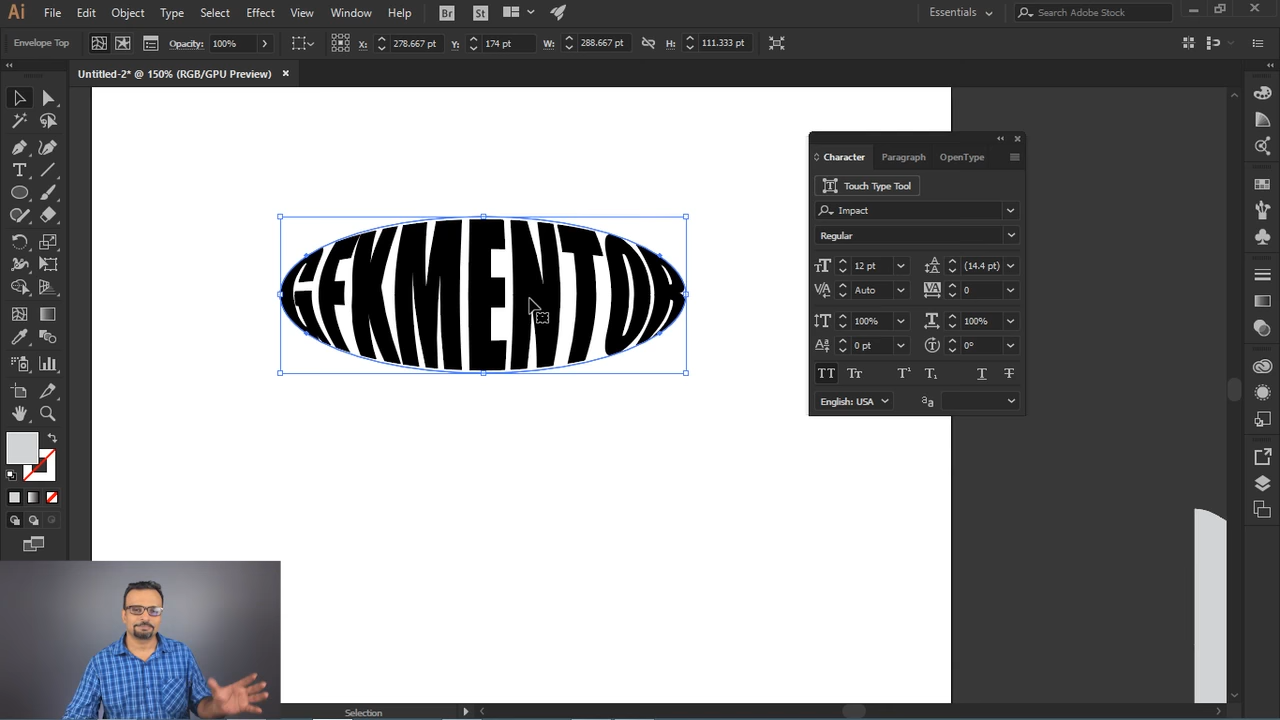 Ai File Edit Object Type Select Effect View Window Help Br St Essentials Search Adobe Stock
Envelope Top Opacity: 100% X: 278.667 pt Y: 174 pt W: 288.667 pt H: 111.333 pt
Untitled-2* @ 150% (RGB/GPU Preview)
Character Paragraph OpenType
Touch Type Tool
Impact
Regular
12 pt (14.4 pt)
Auto 0
100% 100%
0 pt 0°
English: USA
GFKMENTOR
Selection